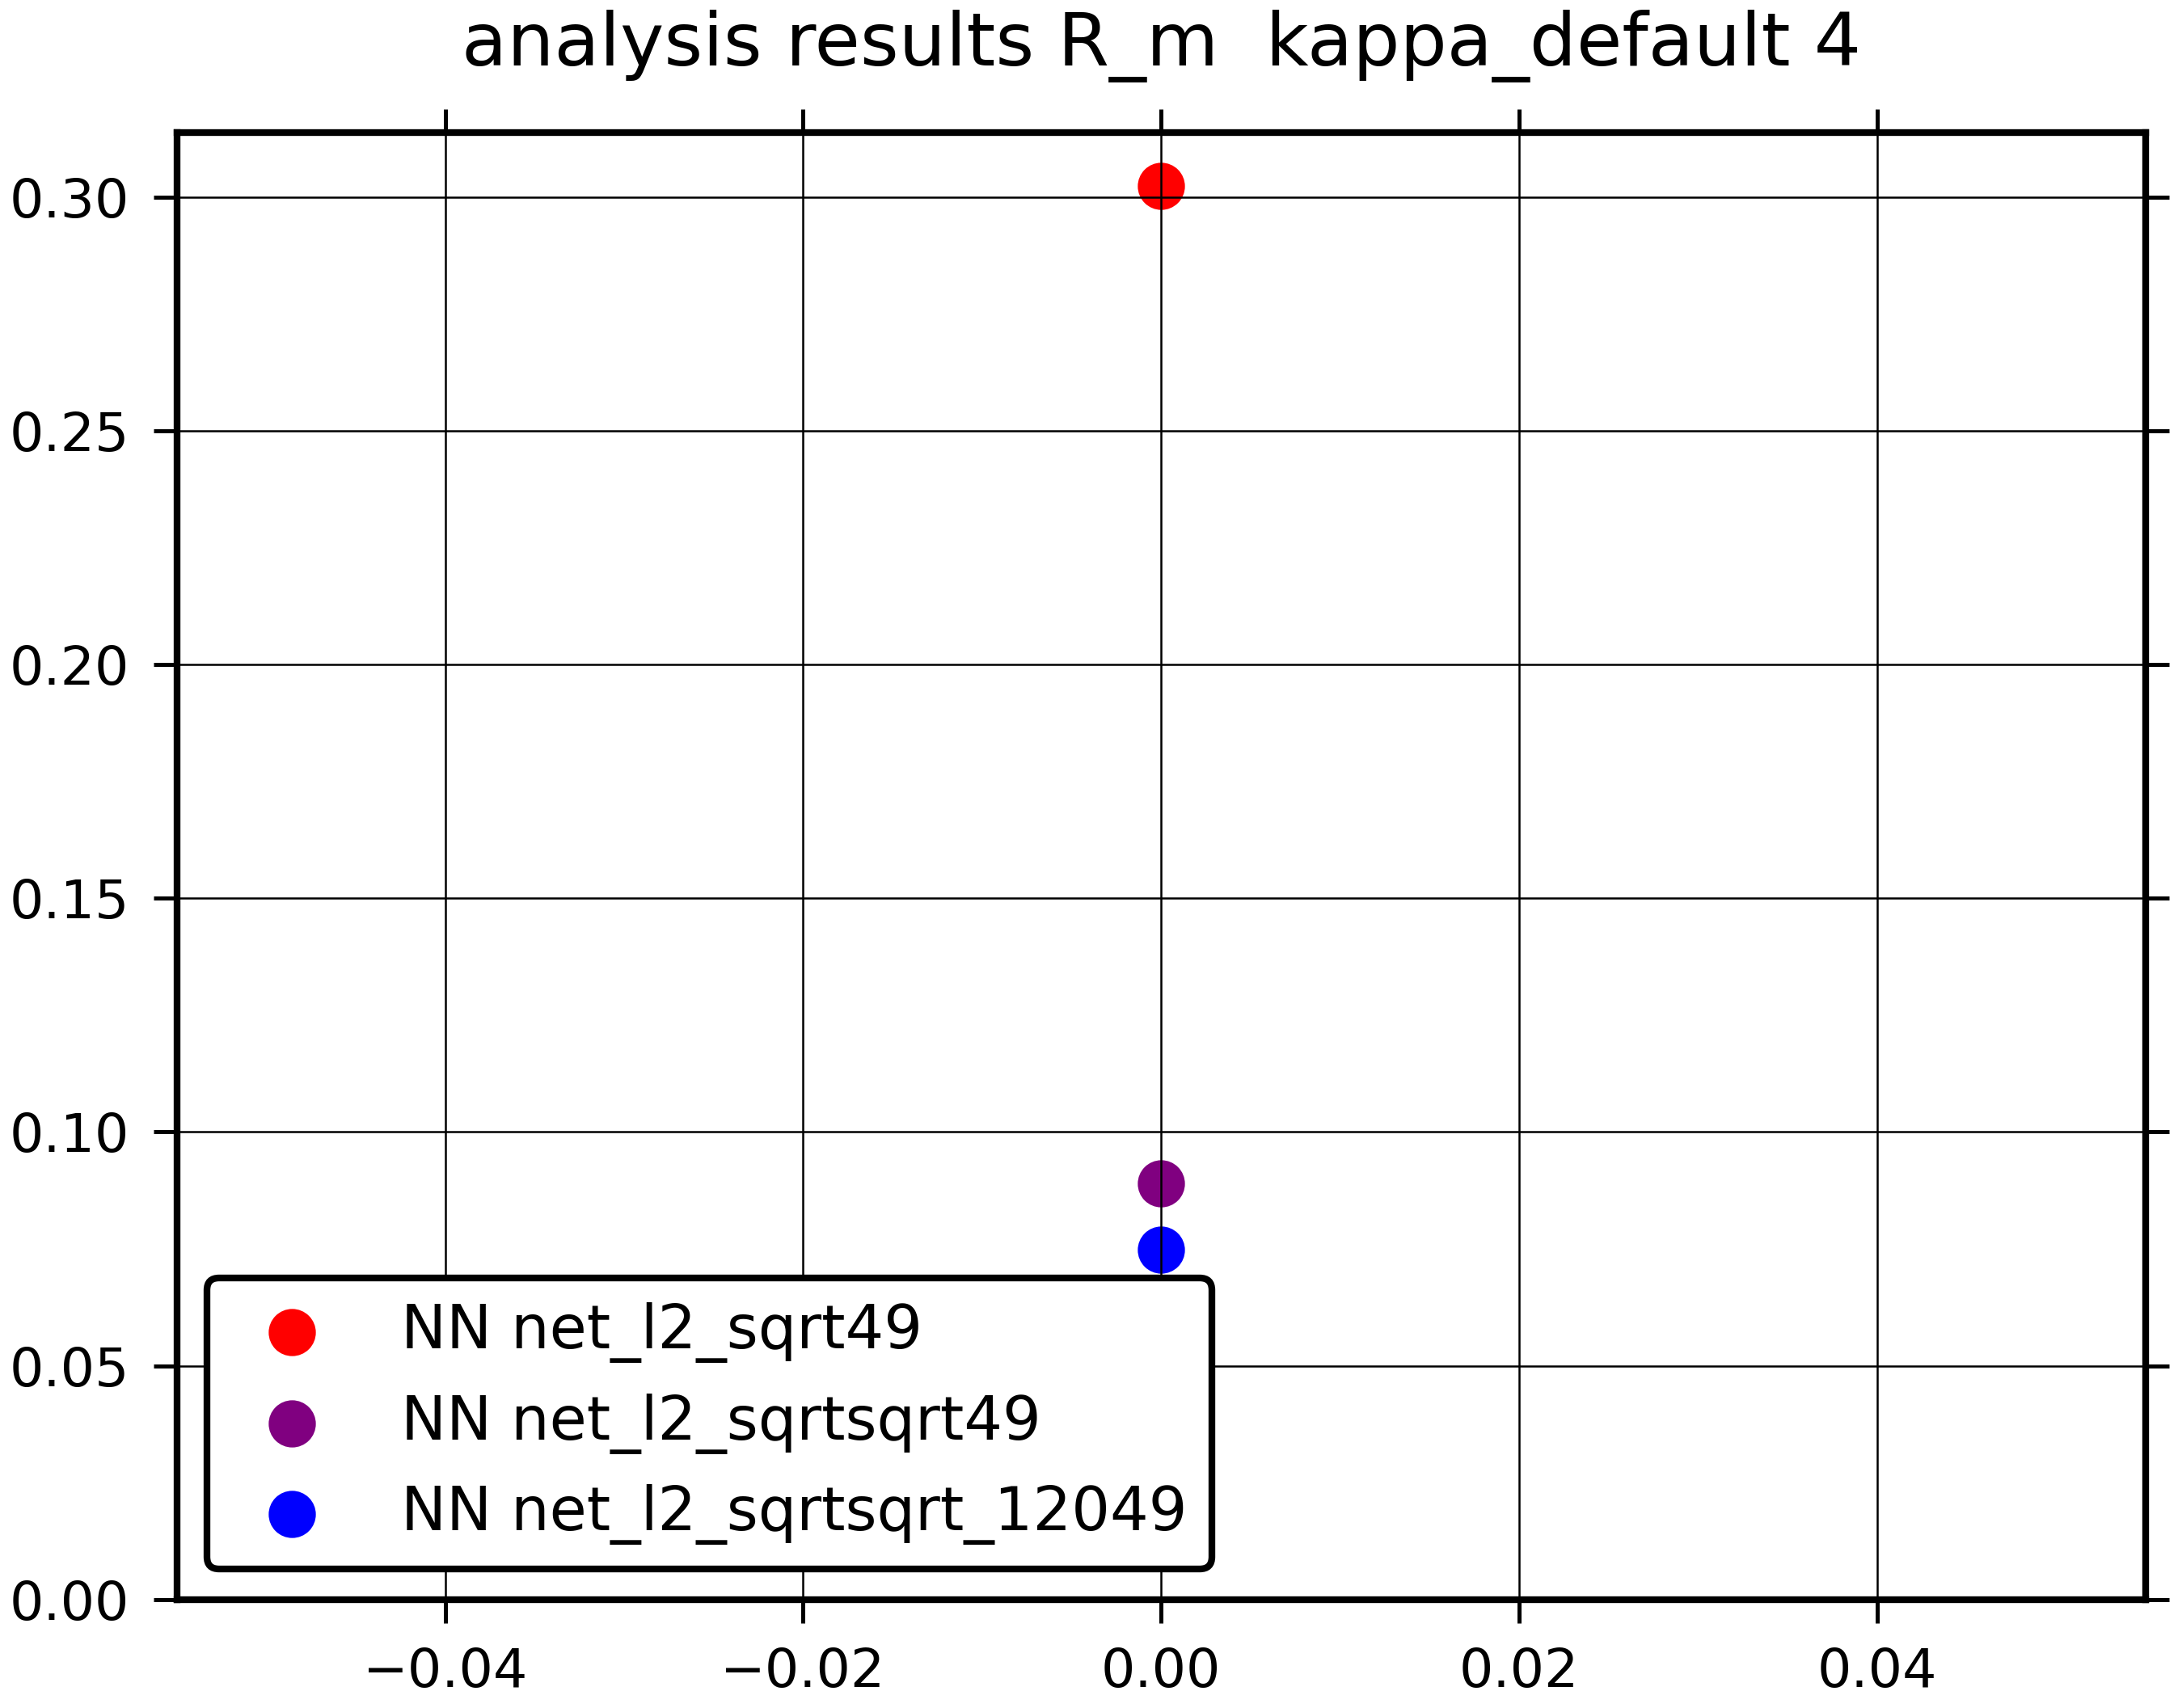 analysis results R_m  kappa_default 4
0.30
0.25
0.20
0.15
0.10
0.05
0.00
NN net_l2_sqrt49
NN net_l2_sqrtsqrt49
NN net_l2_sqrtsqrt_12049
−0.04 −0.02 0.00 0.02 0.04